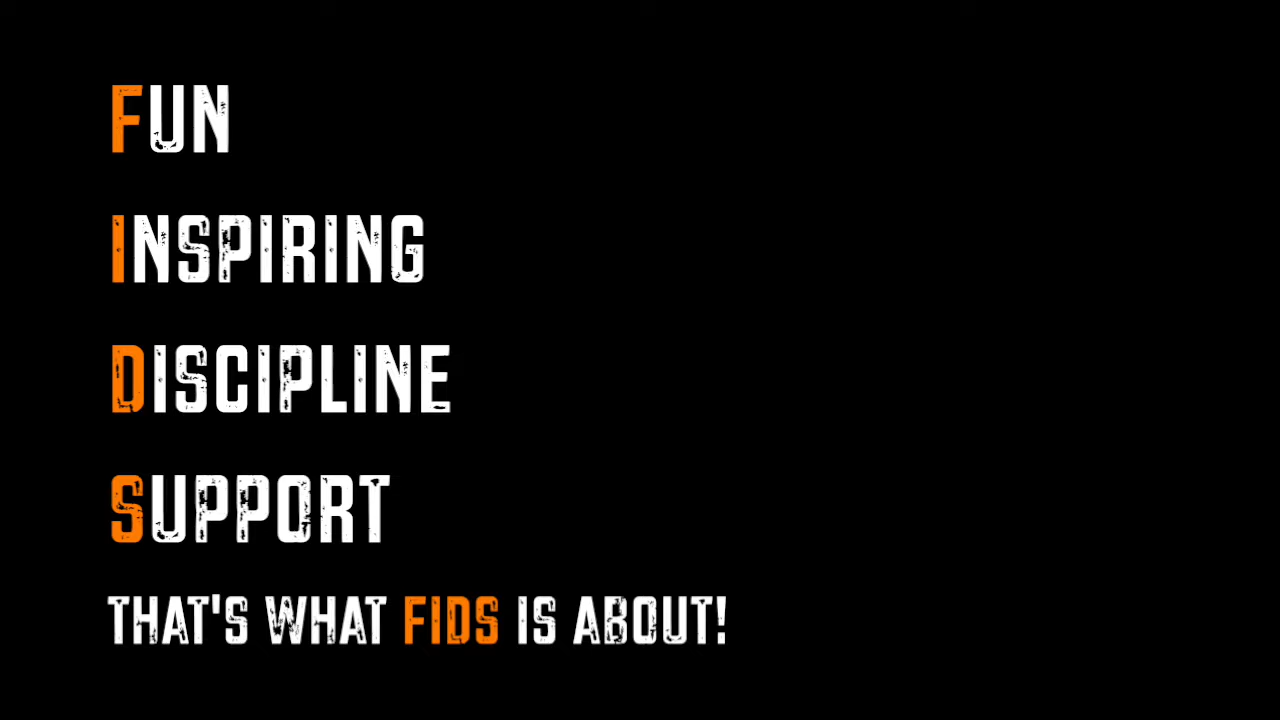 FUN
INSPIRING
DISCIPLINE
SUPPORT
THAT'S WHAT FIDS IS ABOUT!